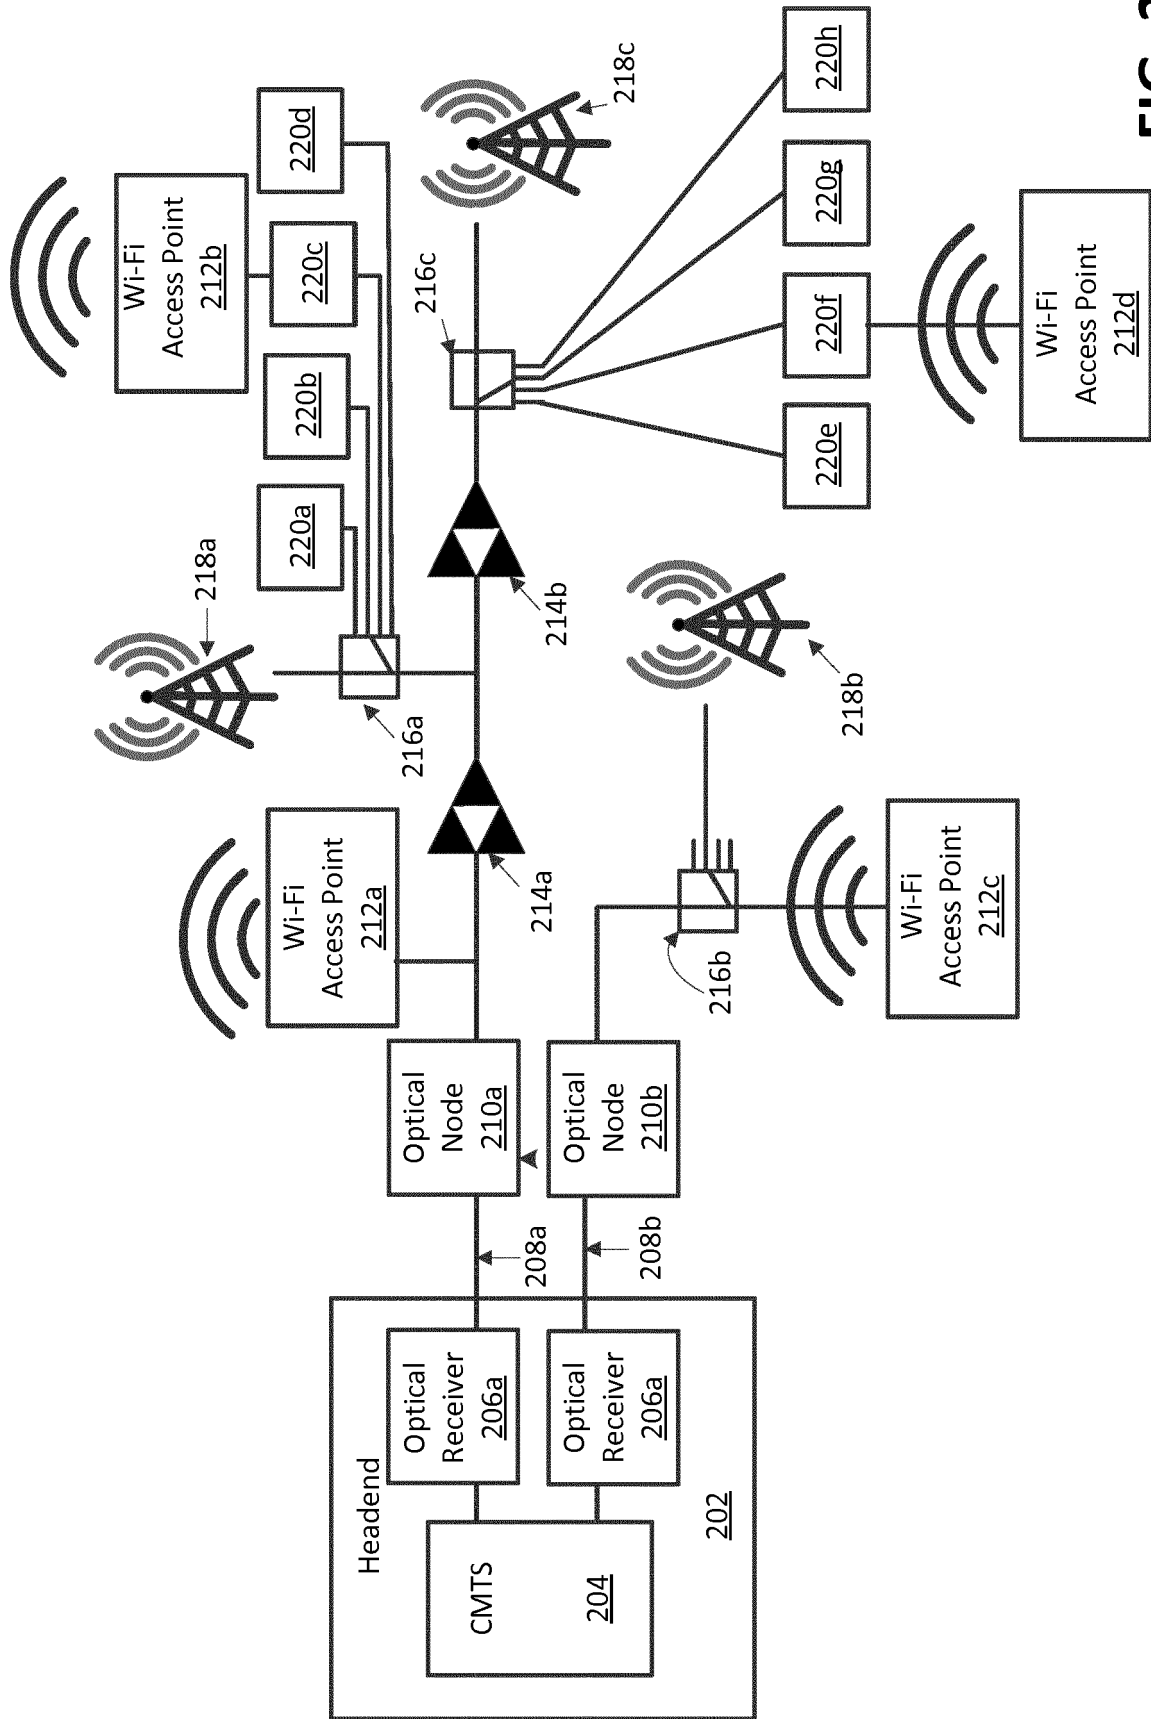 Headend
CMTS
204
Optical
Receiver
206a
Optical
Receiver
206a
202
208a
208b
Optical
Node
210a
Optical
Node
210b
Wi-Fi
Access Point
212a
214a
216b
Wi-Fi
Access Point
212c
218a
216a
218b
214b
220a
220b
220c
220d
Wi-Fi
Access Point
212b
216c
218c
220e
220f
220g
220h
Wi-Fi
Access Point
212d
FIG.